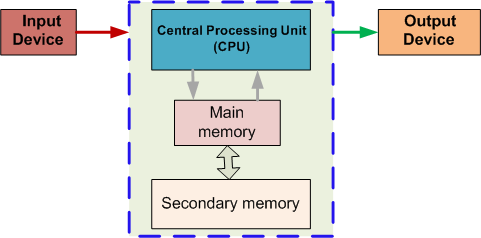 Input
Device
Central Processing Unit
(CPU)
Output
Device
Main
memory
Secondary memory